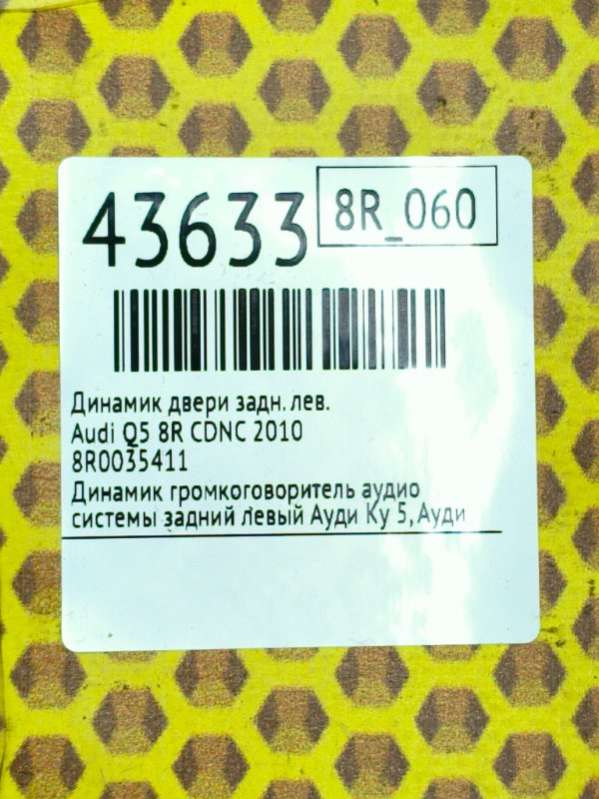 43633
8R_060
Динамик двери задн. лев.
Audi Q5 8R CDNC 2010
8R0035411
Динамик громкоговоритель аудио
системы задний левый Ауди Ку 5, Ауди